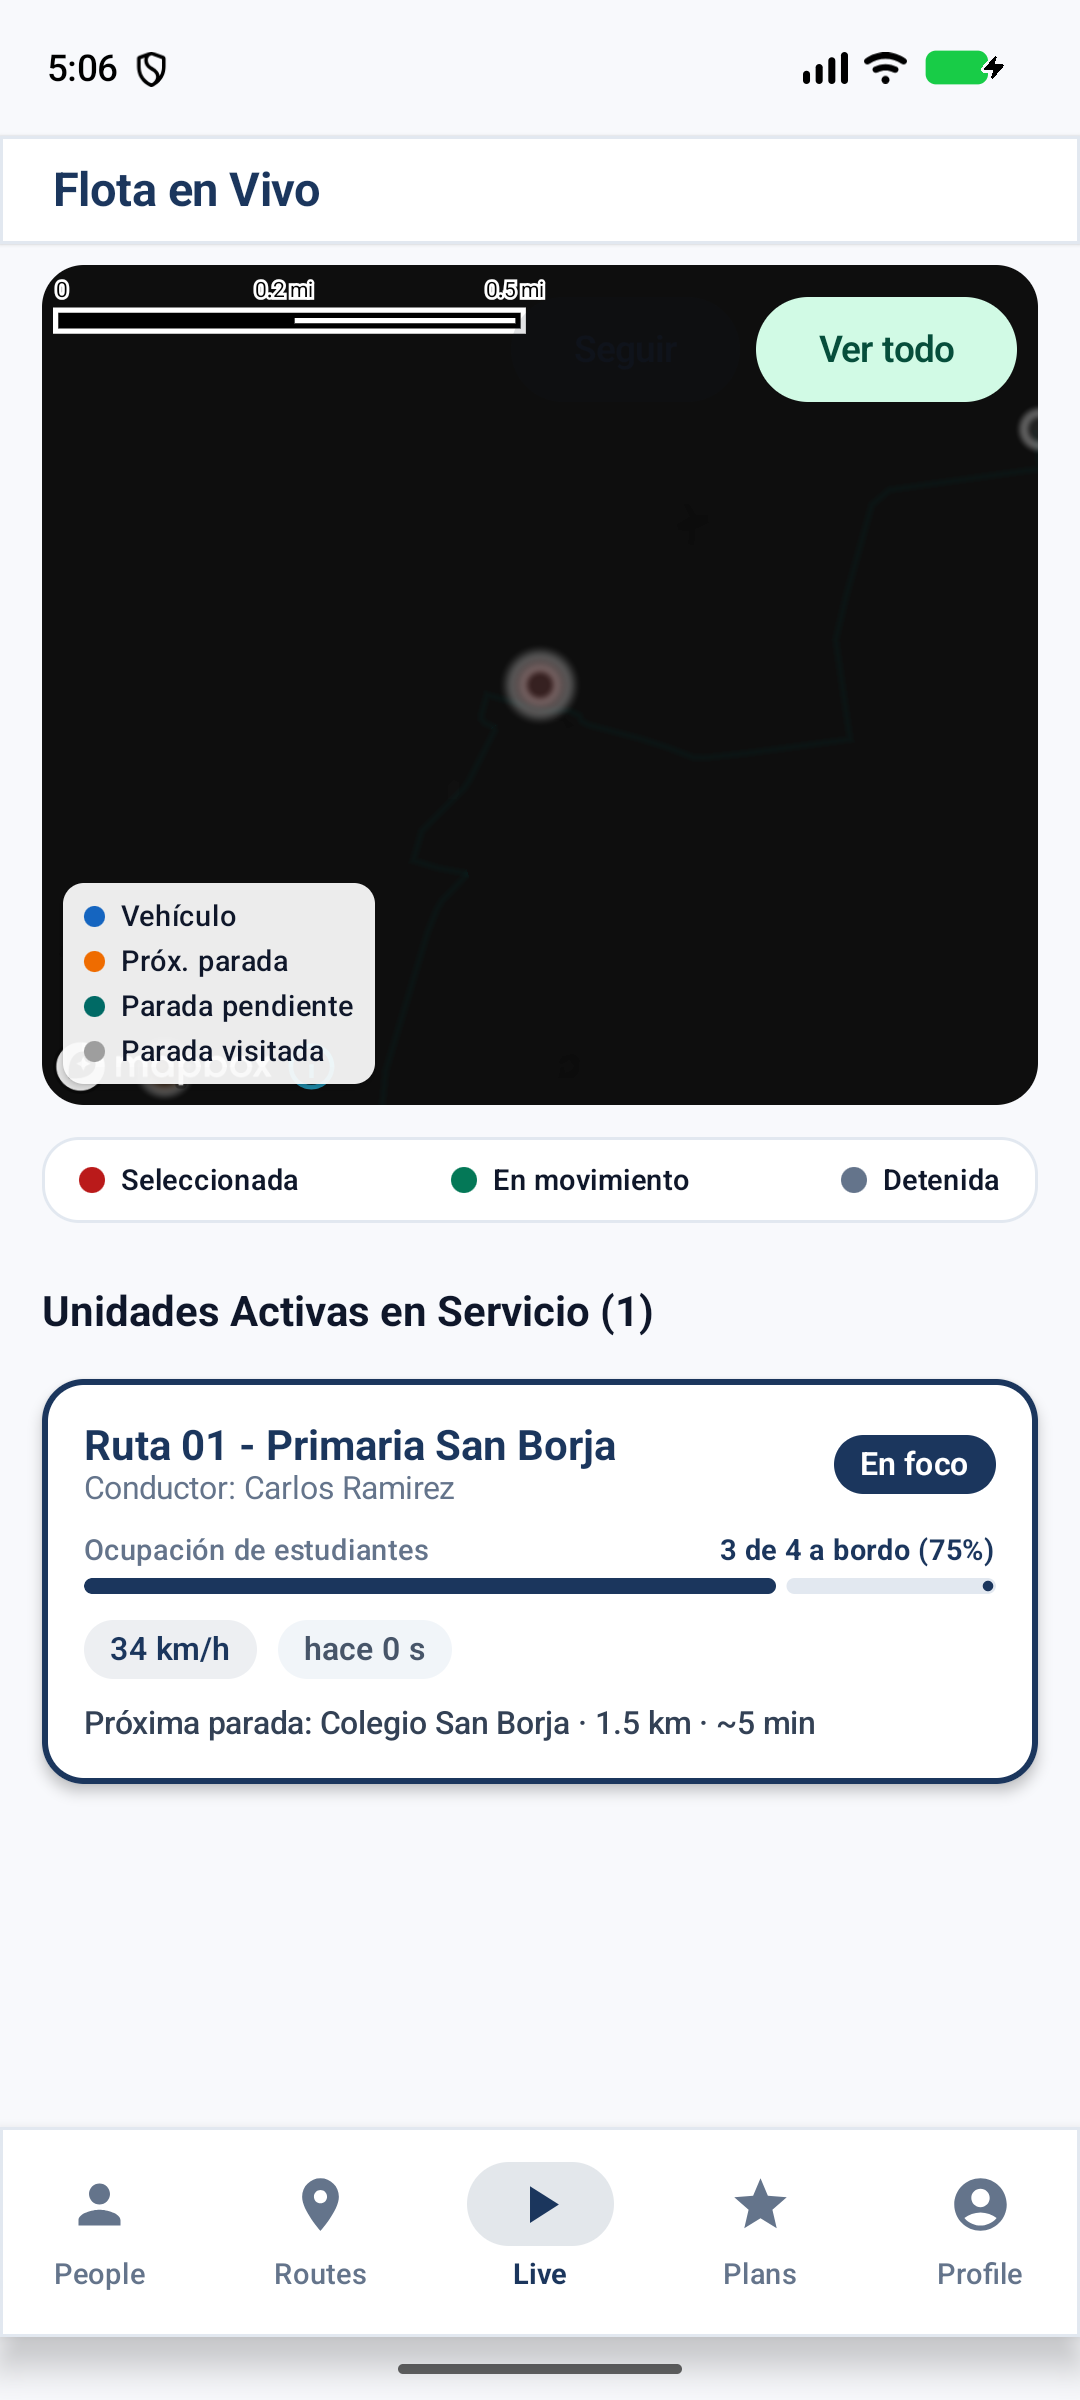 5:06
Flota en Vivo
0 0.2 mi 0.5 mi
Seguir
Ver todo
Vehículo
Próx. parada
Parada pendiente
Parada visitada
mapbox
Seleccionada
En movimiento
Detenida
Unidades Activas en Servicio (1)
Ruta 01 - Primaria San Borja
Conductor: Carlos Ramirez
En foco
Ocupación de estudiantes
3 de 4 a bordo (75%)
34 km/h
hace 0 s
Próxima parada: Colegio San Borja · 1.5 km · ~5 min
People
Routes
Live
Plans
Profile